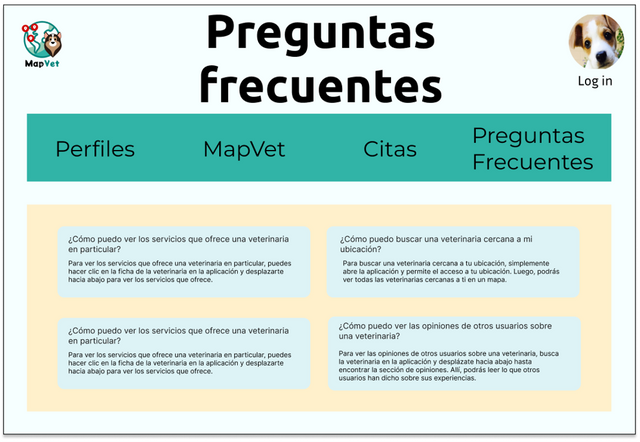 Preguntas
frecuentes
MapVet
Log in
Perfiles
MapVet
Citas
Preguntas
Frecuentes
¿Cómo puedo ver los servicios que ofrece una veterinaria
en particular?
Para ver los servicios que ofrece una veterinaria en particular, puedes
hacer clic en la ficha de la veterinaria en la aplicación y desplazarte
hacia abajo para ver los servicios que ofrece.
¿Cómo puedo buscar una veterinaria cercana a mi
ubicación?
Para buscar una veterinaria cercana a tu ubicación, simplemente
abre la aplicación y permite el acceso a tu ubicación. Luego, podrás
ver todas las veterinarias cercanas a ti en un mapa.
¿Cómo puedo ver los servicios que ofrece una veterinaria
en particular?
Para ver los servicios que ofrece una veterinaria en particular, puedes
hacer clic en la ficha de la veterinaria en la aplicación y desplazarte
hacia abajo para ver los servicios que ofrece.
¿Cómo puedo ver las opiniones de otros usuarios sobre
una veterinaria?
Para ver las opiniones de otros usuarios sobre una veterinaria, busca
la veterinaria en la aplicación y desplázate hacia abajo hasta
encontrar la sección de opiniones. Allí, podrás leer lo que otros
usuarios han dicho sobre sus experiencias.